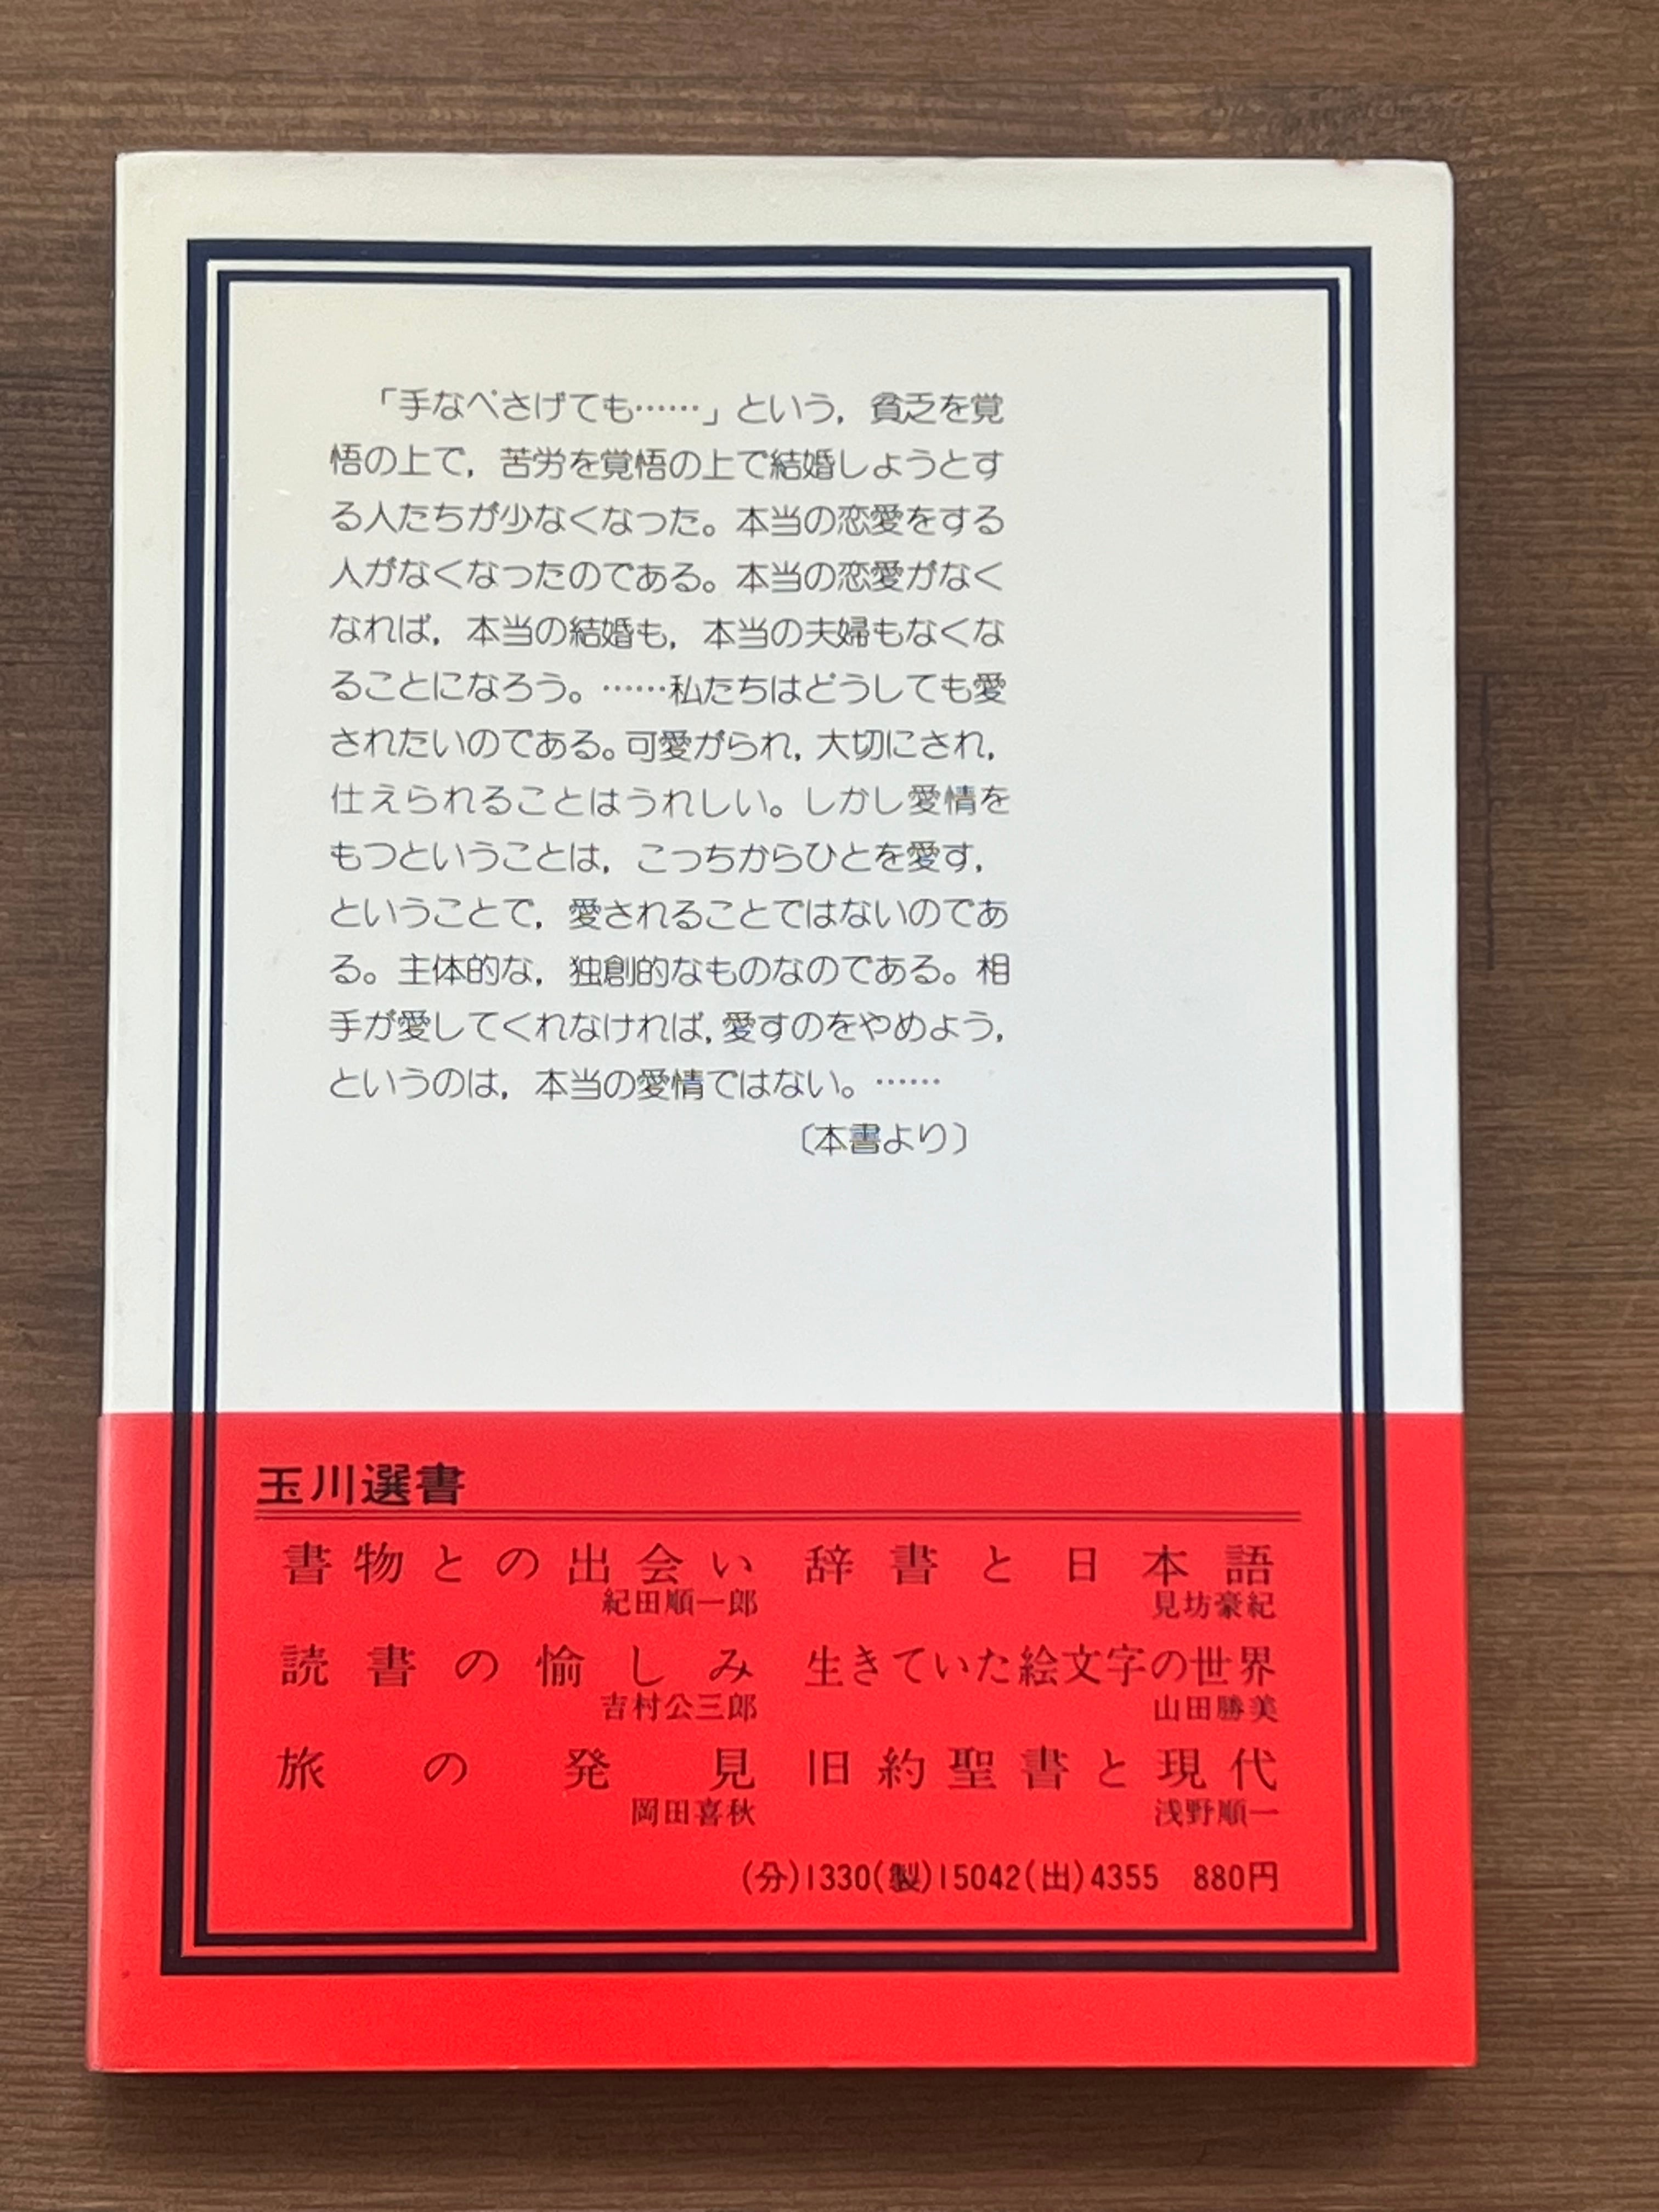 「手なべさげても……」という，貧乏を覚
悟の上で，苦労を覚悟の上で結婚しようとす
る人たちが少なくなった。本当の恋愛をする
人がなくなったのである。本当の恋愛がなく
なれば，本当の結婚も，本当の夫婦もなくな
ることになろう。……私たちはどうしても愛
されたいのである。可愛がられ，大切にされ，
仕えられることはうれしい。しかし愛情を
もつということは，こっちからひとを愛す，
ということで，愛されることではないのであ
る。主体的な，独創的なものなのである。相
手が愛してくれなければ，愛すのをやめよう，
というのは，本当の愛情ではない。……
〔本書より〕
玉川選書
書物との出会い
紀田順一郎
読書の愉しみ
吉村公三郎
旅の発見
岡田喜秋
辞書と日本語
見坊豪紀
生きていた絵文字の世界
山田勝美
旧約聖書と現代
浅野順一
(分)1330(製)15042(出)4355 880円